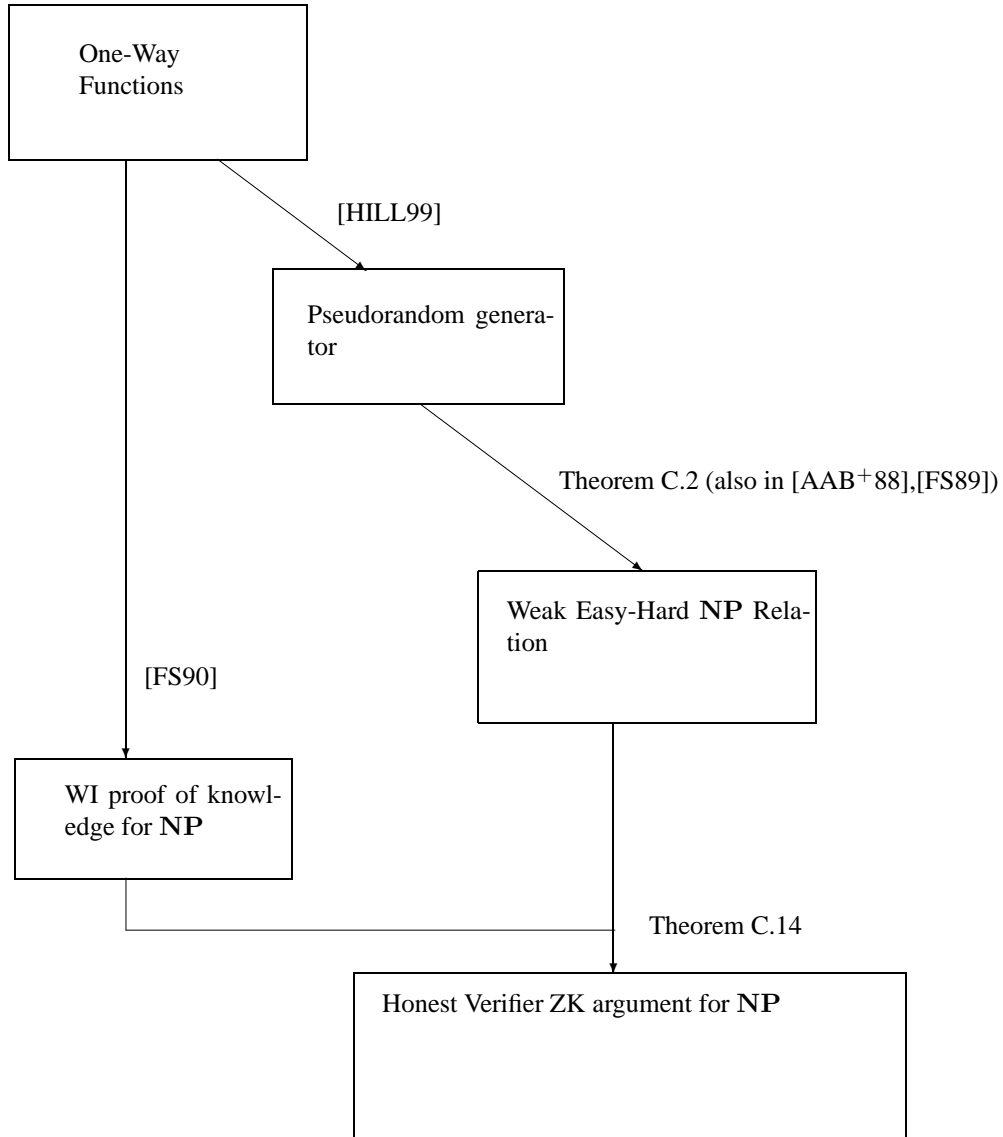 One-Way
Functions
[HILL99]
Pseudorandom genera-
tor
Theorem C.2 (also in [AAB+88],[FS89])
Weak Easy-Hard NP Rela-
tion
[FS90]
WI proof of knowl-
edge for NP
Theorem C.14
Honest Verifier ZK argument for NP